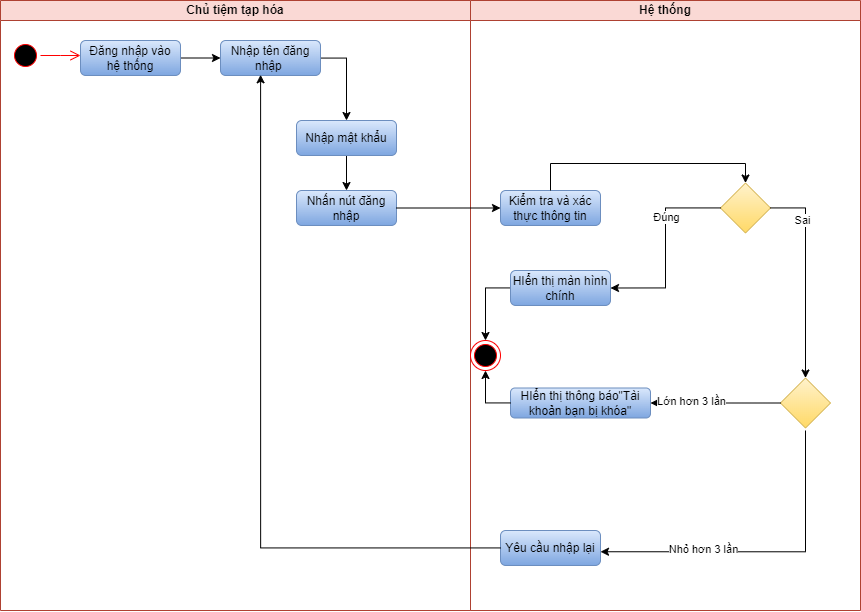 Chủ tiệm tạp hóa
Hệ thống
Đăng nhập vào
hệ thống
Nhập tên đăng
nhập
Nhập mật khẩu
Nhấn nút đăng
nhập
Kiểm tra và xác
thực thông tin
Đúng
Sai
HIển thị màn hình
chính
HIển thị thông báo"Tài
khoản bạn bị khóa"
Lớn hơn 3 lần
Yêu cầu nhập lại
Nhỏ hơn 3 lần